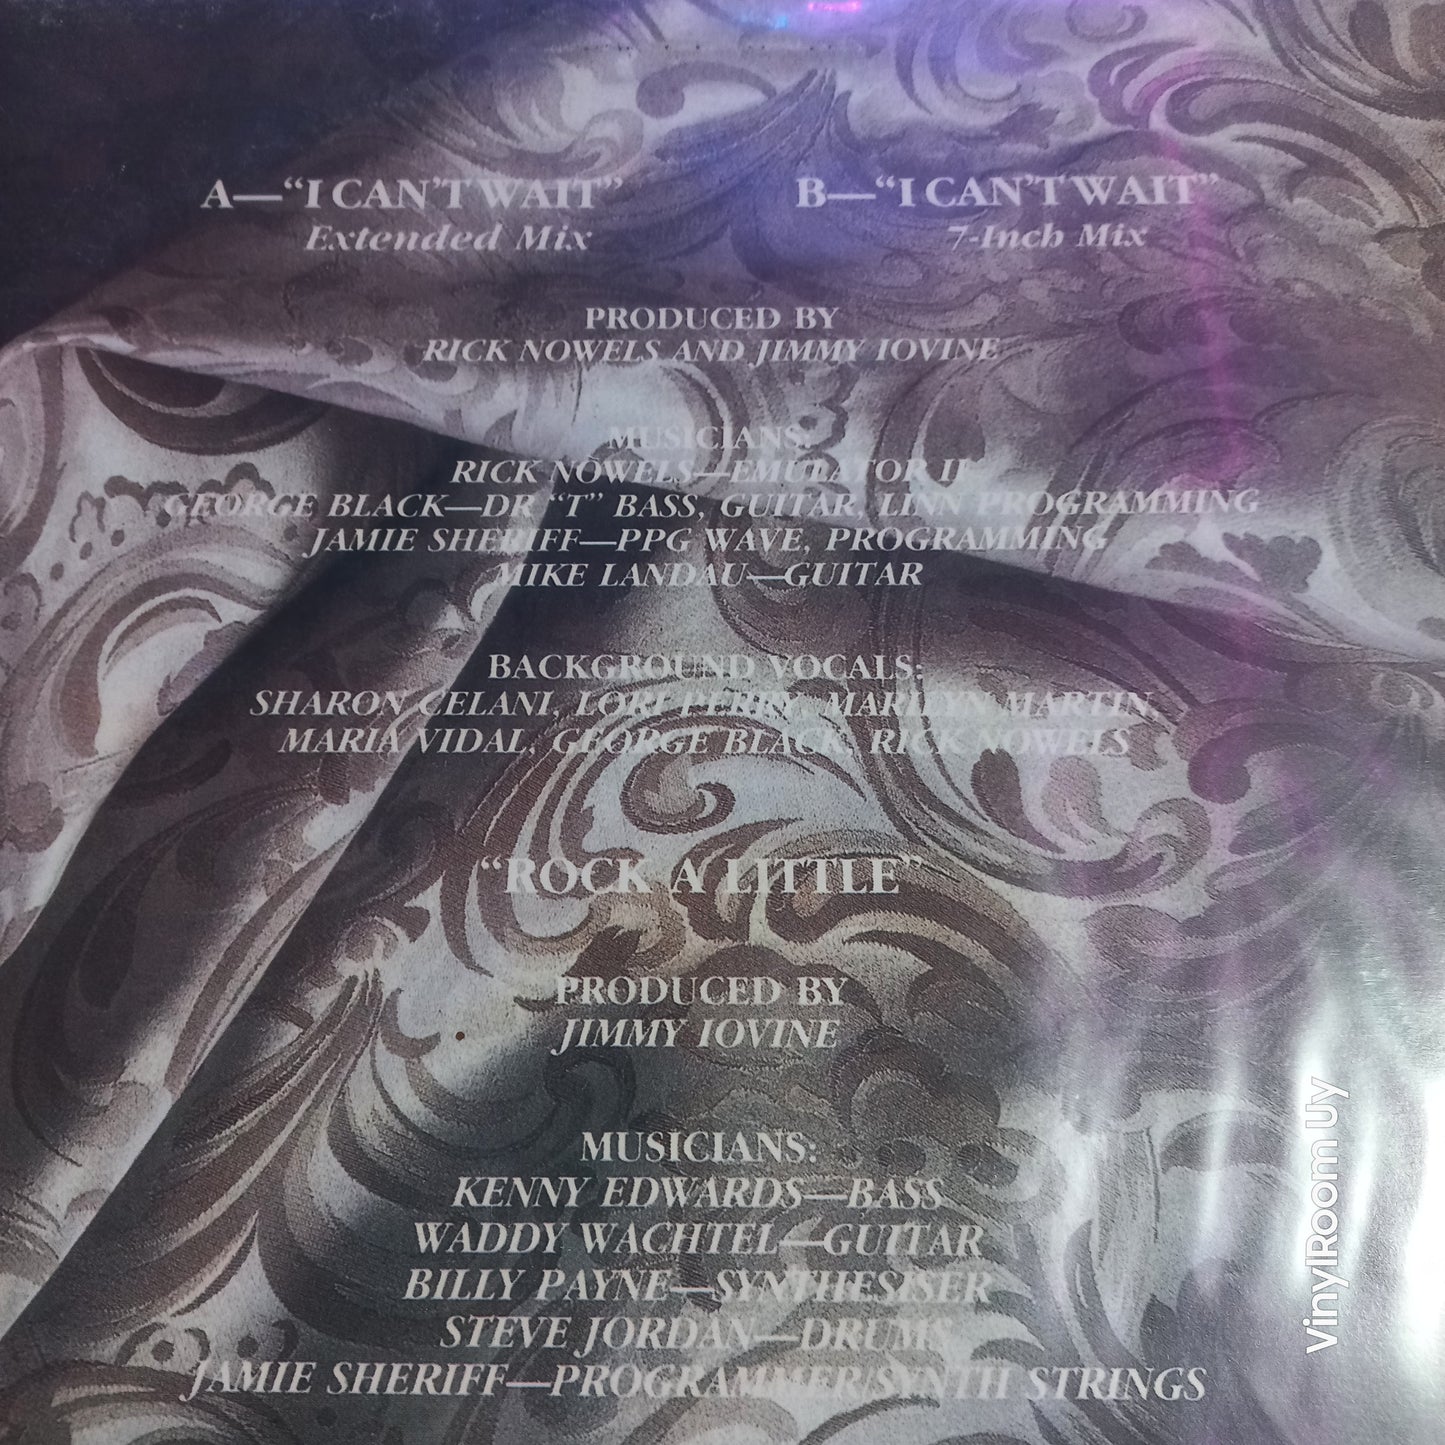 A—“I CAN'T WAIT”
Extended Mix
B—“I CAN'T WAIT”
7-Inch Mix
PRODUCED BY
RICK NOWELS AND JIMMY IOVINE
MUSICIANS:
RICK NOWELS—EMULATOR II
GEORGE BLACK—DR “T” BASS, GUITAR, LINN PROGRAMMING
JAMIE SHERIFF—PPG WAVE, PROGRAMMING
MIKE LANDAU—GUITAR
BACKGROUND VOCALS:
SHARON CELANI, LORI PERRY, MARILYN MARTIN,
MARIA VIDAL, GEORGE BLACK, RICK NOWELS
“ROCK A LITTLE”
PRODUCED BY
JIMMY IOVINE
MUSICIANS:
KENNY EDWARDS—BASS
WADDY WACHTEL—GUITAR
BILLY PAYNE—SYNTHESISER
STEVE JORDAN—DRUMS
JAMIE SHERIFF—PROGRAMMER/SYNTH STRINGS
VinylRoom Uy